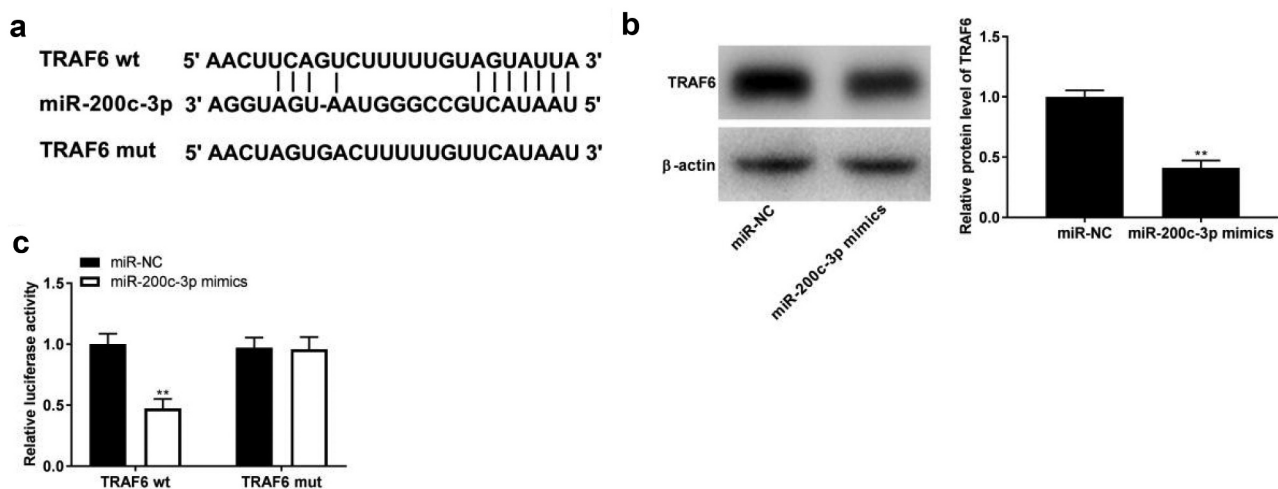 a
TRAF6 wt 5' AACUUCAGUCUUUUUGUAGUAUUA 3'
miR-200c-3p 3' AGGUAGU-AAUGGGCCGUCAUAAU 5'
TRAF6 mut 5' AACUAGUGACUUUUUGUUCAUAAU 3'
b
TRAF6
β-actin
miR-NC
miR-200c-3p mimics
Relative protein level of TRAF6
1.5
1.0
0.5
0.0
**
miR-NC
miR-200c-3p mimics
c
miR-NC
miR-200c-3p mimics
Relative luciferase activity
1.5
1.0
0.5
0.0
**
TRAF6 wt
TRAF6 mut